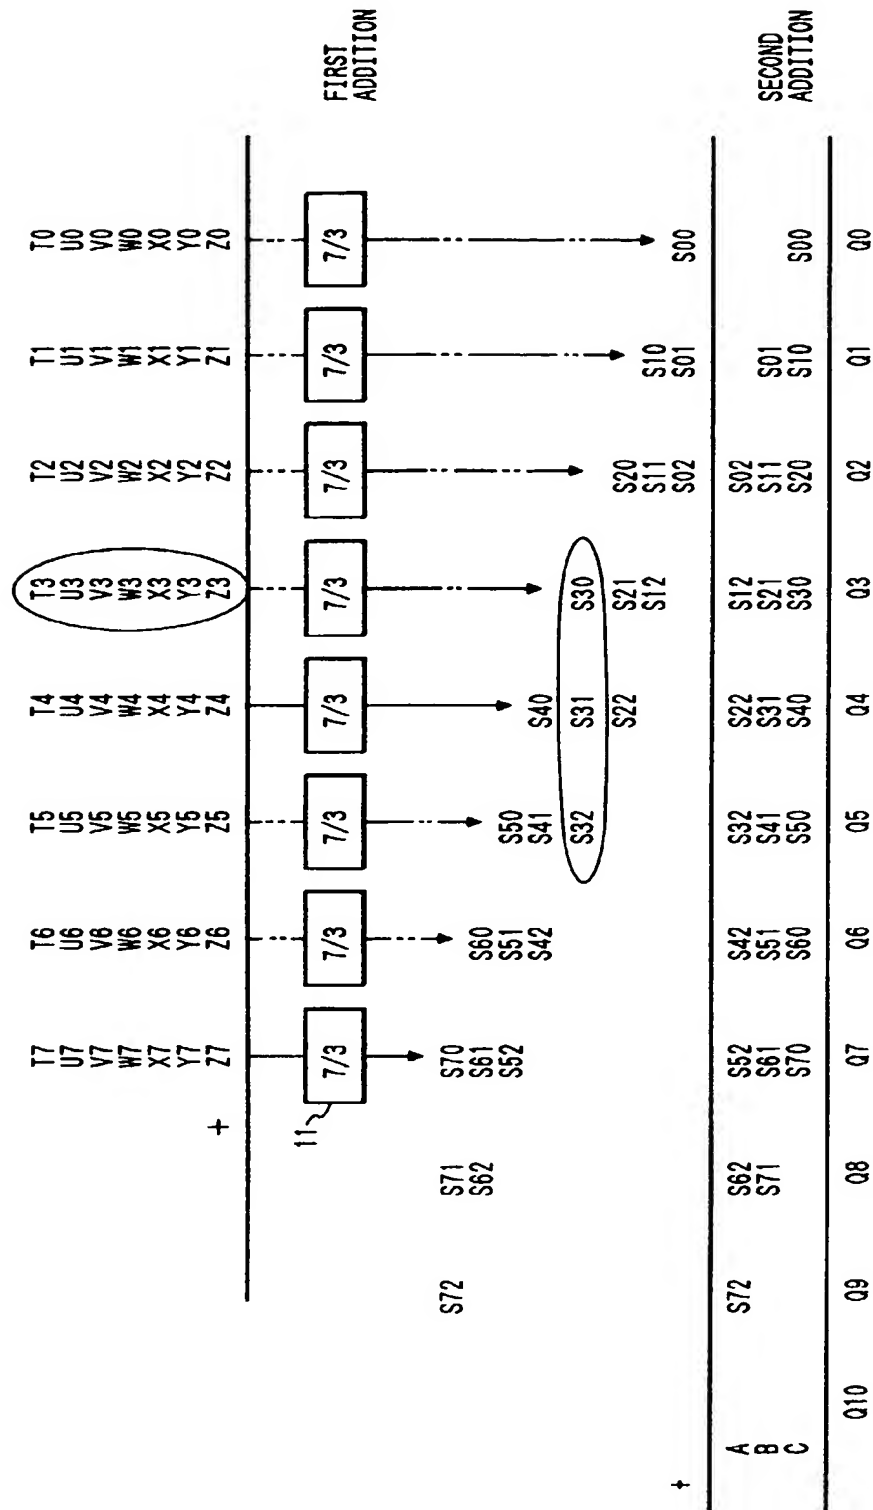 T7 T6 T5 T4 T3 T2 T1 T0
U7 U6 U5 U4 U3 U2 U1 U0
V7 V6 V5 V4 V3 V2 V1 V0
W7 W6 W5 W4 W3 W2 W1 W0
X7 X6 X5 X4 X3 X2 X1 X0
Y7 Y6 Y5 Y4 Y3 Y2 Y1 Y0
+ Z7 Z6 Z5 Z4 Z3 Z2 Z1 Z0
11
7/3 7/3 7/3 7/3 7/3 7/3 7/3 7/3
FIRST
ADDITION
S72 S71 S70
S62 S61 S60
S52 S51 S50
S42 S41 S40
S32 S31 S30
S22 S21 S20
S12 S11 S10
+ S02 S01 S00
A S72 S62 S52 S42 S32 S22 S12 S02
B S71 S61 S51 S41 S31 S21 S11 S01
C S70 S60 S50 S40 S30 S20 S10 S00
SECOND
ADDITION
Q10 Q9 Q8 Q7 Q6 Q5 Q4 Q3 Q2 Q1 Q0